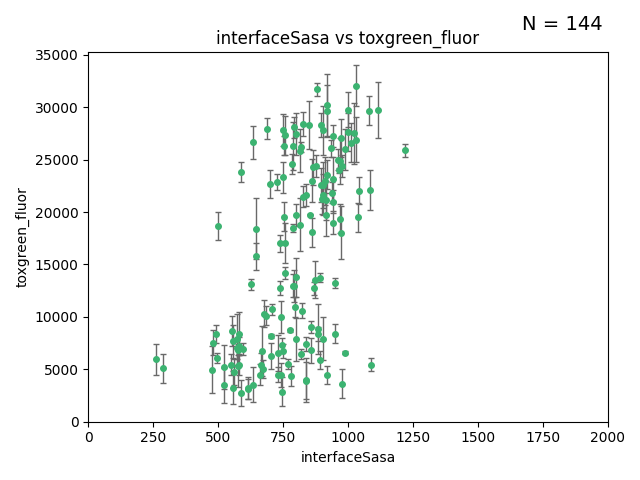 N = 144
interfaceSasa vs toxgreen_fluor
toxgreen_fluor
35000
30000
25000
20000
15000
10000
5000
0
0 250 500 750 1000 1250 1500 1750 2000
interfaceSasa